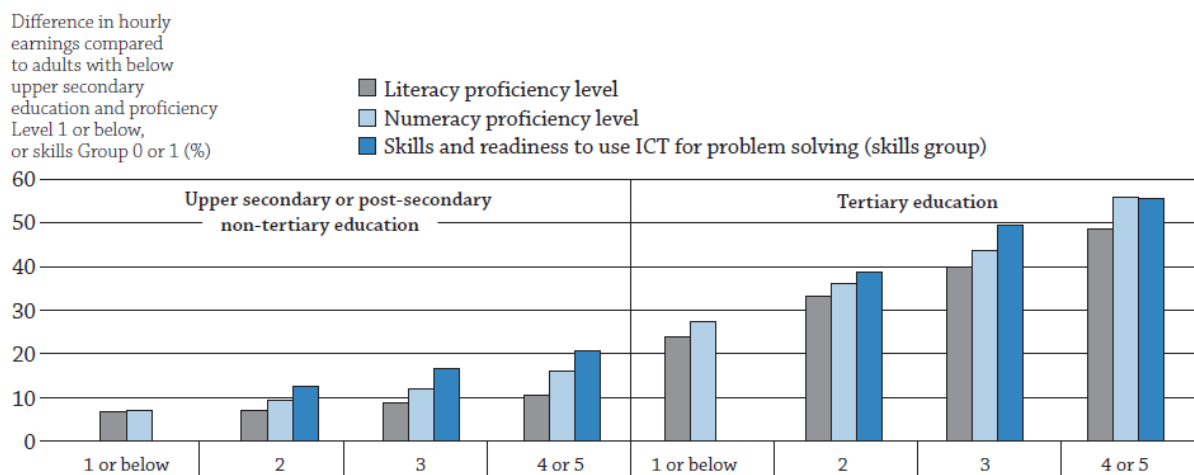 Difference in hourly
earnings compared
to adults with below
upper secondary
education and proficiency
Level 1 or below,
or skills Group 0 or 1 (%)
Literacy proficiency level
Numeracy proficiency level
Skills and readiness to use ICT for problem solving (skills group)
60
50
40
30
20
10
0
Upper secondary or post-secondary
non-tertiary education
Tertiary education
1 or below
2
3
4 or 5
1 or below
2
3
4 or 5